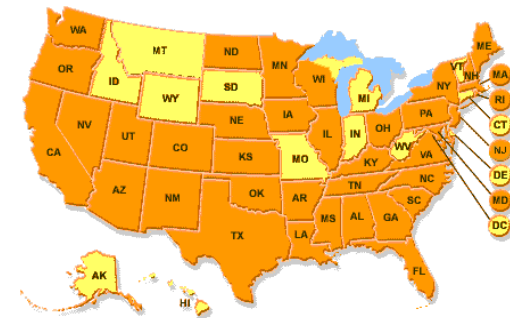 WA
MT
ND
MN
ME
VT
NH
MA
OR
ID
SD
WI
NY
RI
WY
MI
CT
NV
UT
NE
IA
IL
IN
OH
PA
NJ
CA
CO
KS
MO
WV
VA
DE
KY
MD
AZ
NM
OK
AR
TN
NC
DC
SC
TX
LA
MS
AL
GA
FL
AK
HI